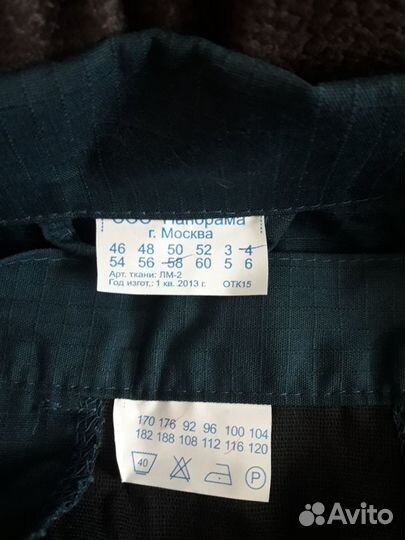 ООО Панорама
г. Москва
46 48 50 52 3 4
54 56 58 60 5 6
Арт. ткани: ЛМ-2
Год изгот.: 1 кв. 2013 г. ОТК15
170 176 92 96 100 104
182 188 108 112 116 120
40 P
Avito